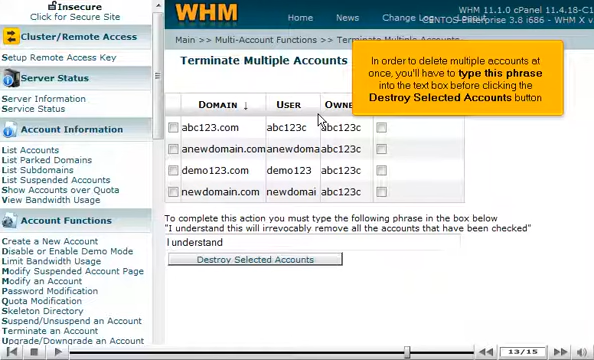 Insecure
Click for Secure Site
WHM
Home News Change Log
WHM 11.1.0 cPanel 11.4.18-C1
CENTOS Enterprise 3.8 i686 - WHM X v
Cluster/Remote Access
Setup Remote Access Key
Server Status
Server Information
Service Status
Account Information
List Accounts
List Parked Domains
List Subdomains
List Suspended Accounts
Show Accounts over Quota
View Bandwidth Usage
Account Functions
Create a New Account
Disable or Enable Demo Mode
Limit Bandwidth Usage
Modify Suspended Account Page
Modify an Account
Password Modification
Quota Modification
Skeleton Directory
Suspend/Unsuspend an Account
Terminate an Account
Upgrade/Downgrade an Account
Main >> Multi-Account Functions >> Terminate Multiple Accounts
Terminate Multiple Accounts
In order to delete multiple accounts at
once, you'll have to type this phrase
into the text box before clicking the
Destroy Selected Accounts button
DOMAIN ↓ USER OWNE
abc123.com abc123c abc123c
anewdomain.com anewdoma abc123c
demo123.com demo123 abc123c
newdomain.com newdomai abc123c
To complete this action you must type the following phrase in the box below
"I understand this will irrevocably remove all the accounts that have been checked"
I understand
Destroy Selected Accounts
13/15